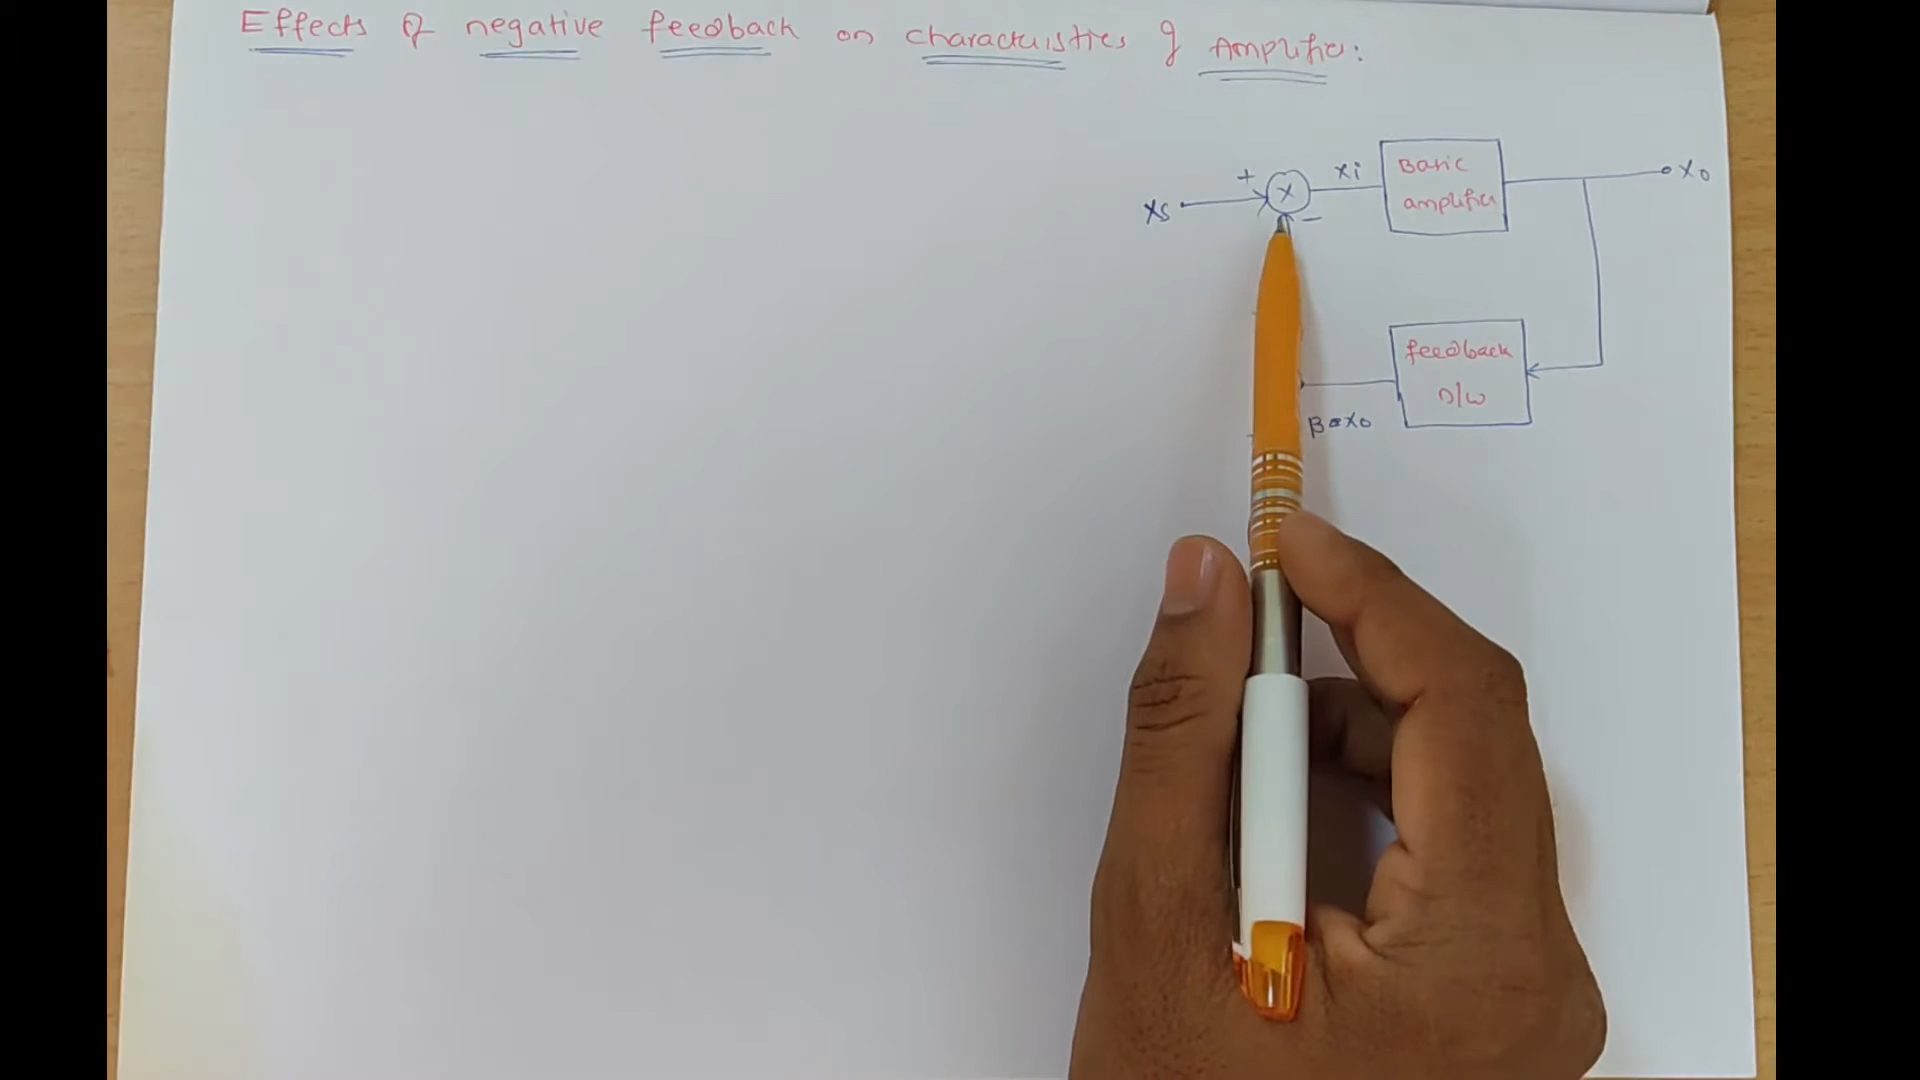 Effects of negative feedback on characteristics of Amplifier:
+
xi
Basic
amplifier
xo
xs
x
−
feedback
n/w
xo